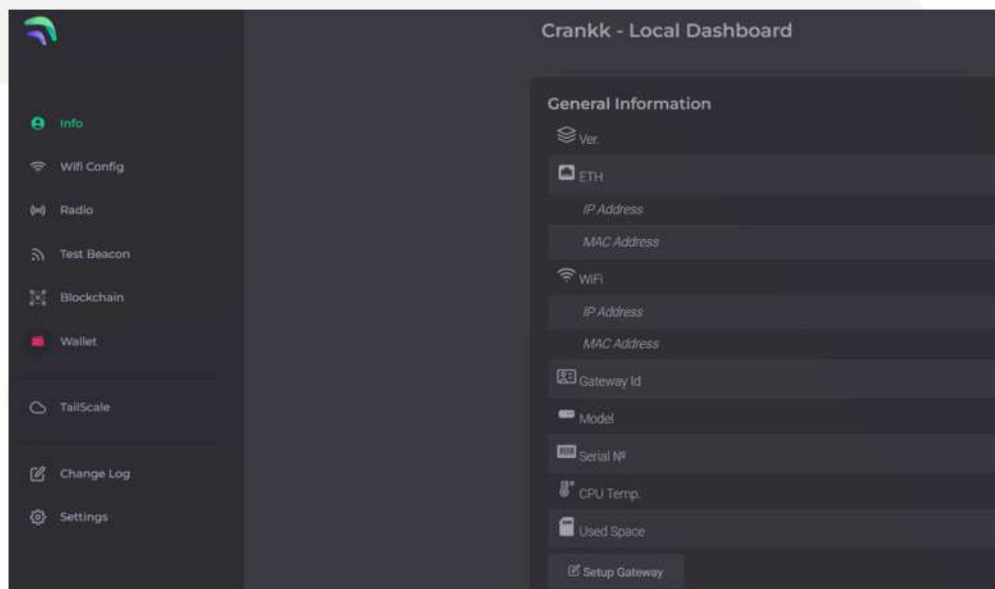 Crankk - Local Dashboard
Info
Wifi Config
Radio
Test Beacon
Blockchain
Wallet
TailScale
Change Log
Settings
General Information
Ver.
ETH
IP Address
MAC Address
WiFi
IP Address
MAC Address
Gateway Id
Model
Serial №
CPU Temp.
Used Space
Setup Gateway